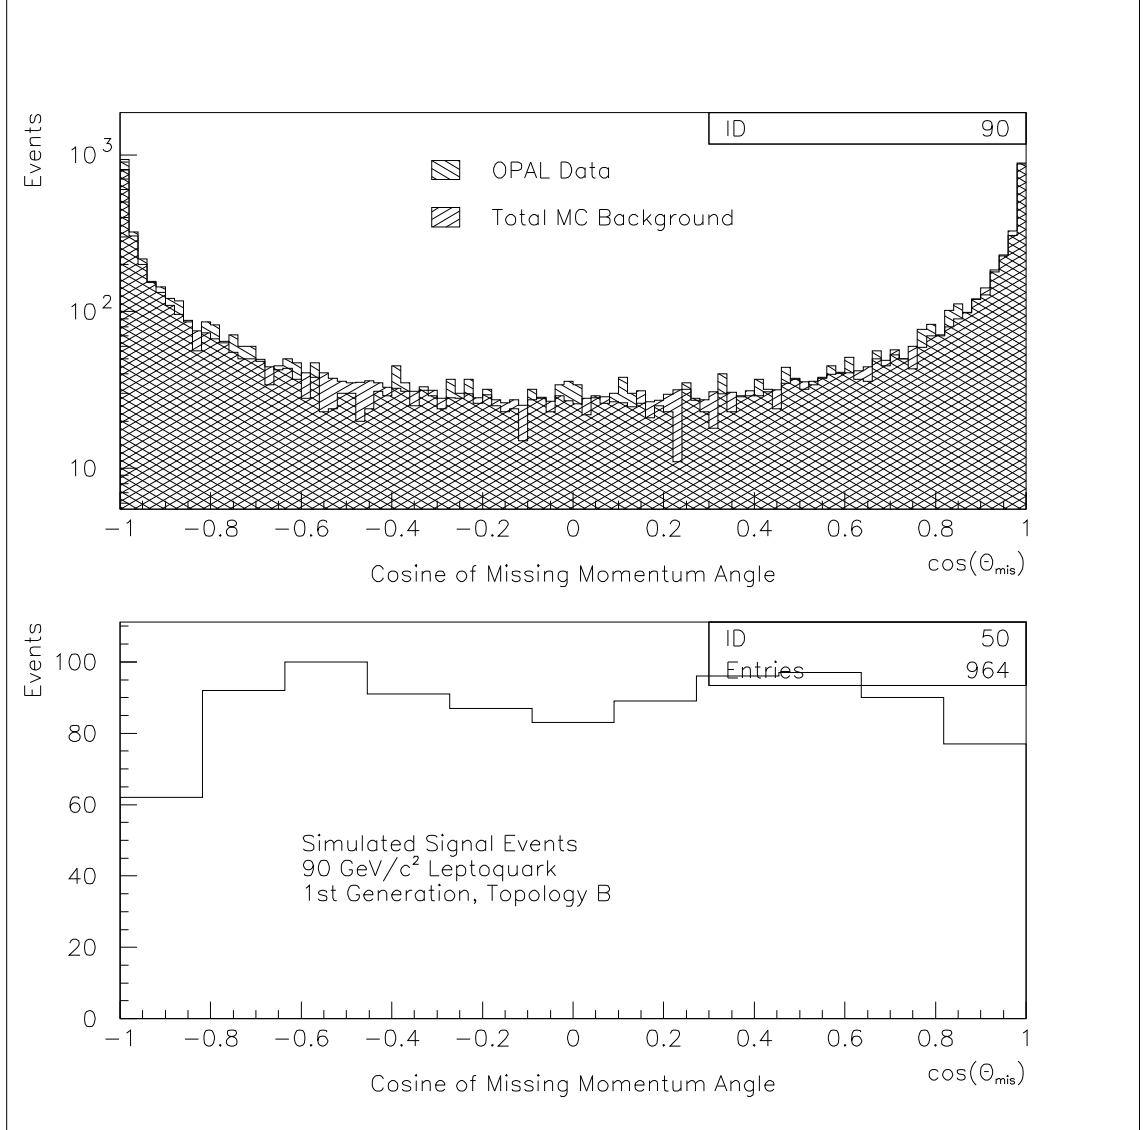 Events
ID 90
10³
OPAL Data
Total MC Background
10²
10
-1 -0.8 -0.6 -0.4 -0.2 0 0.2 0.4 0.6 0.8 1
cos(Θmis)
Cosine of Missing Momentum Angle
Events
ID 50
Entries 964
100
80
60
Simulated Signal Events
90 GeV/c² Leptoquark
1st Generation, Topology B
40
20
0
-1 -0.8 -0.6 -0.4 -0.2 0 0.2 0.4 0.6 0.8 1
cos(Θmis)
Cosine of Missing Momentum Angle